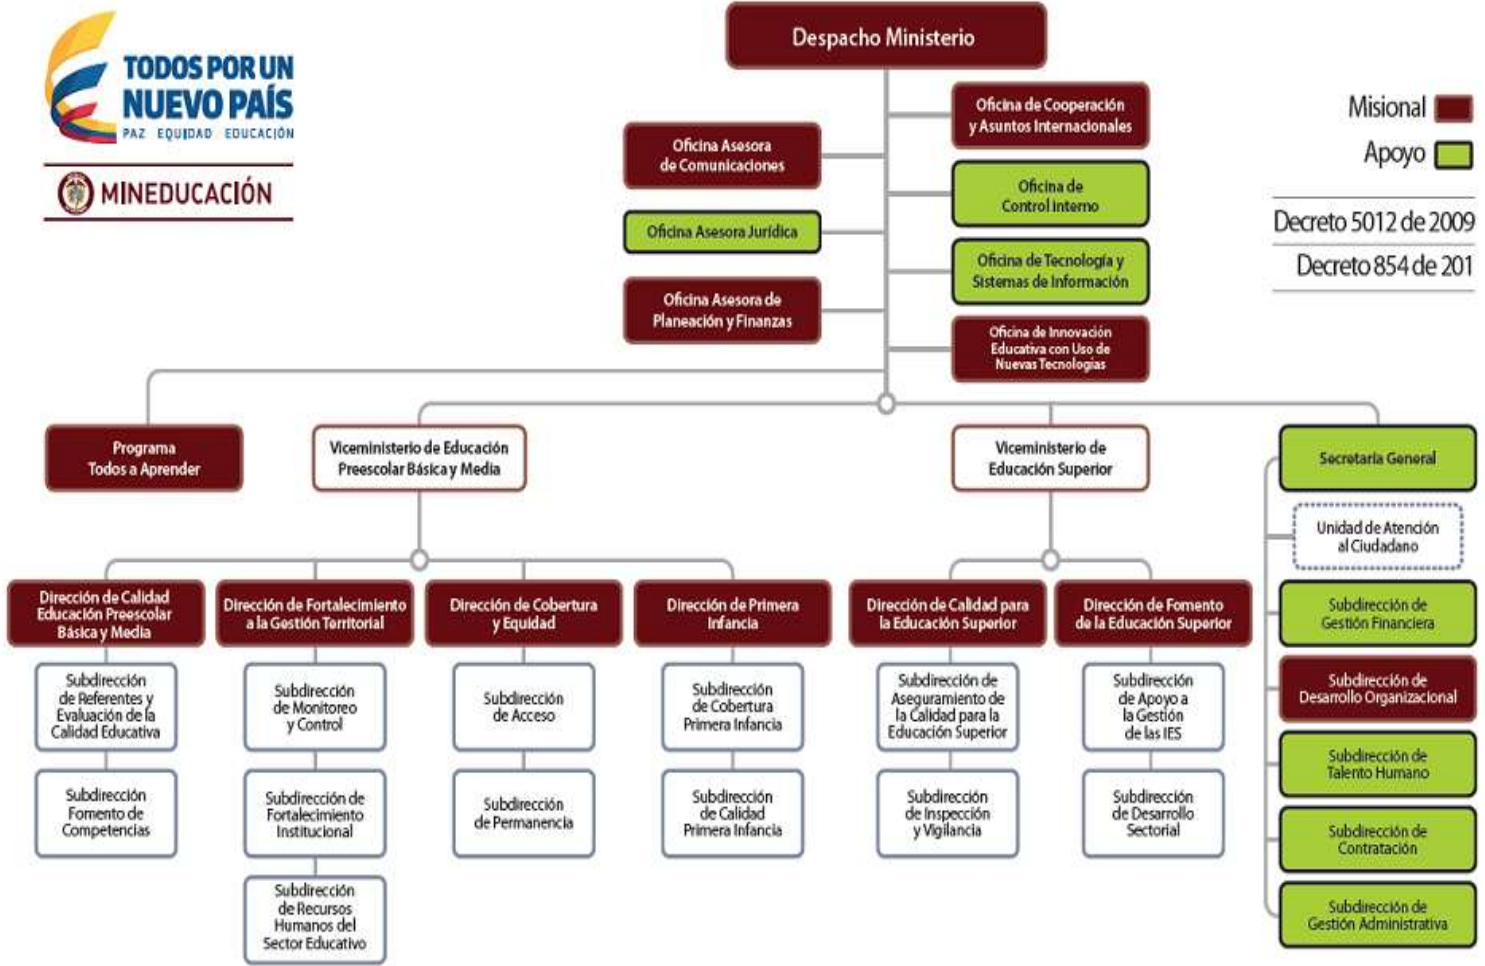 TODOS POR UN
NUEVO PAÍS
PAZ EQUIDAD EDUCACIÓN
MINEDUCACIÓN
Despacho Ministerio
Oficina de Cooperación
y Asuntos Internacionales
Oficina Asesora
de Comunicaciones
Oficina de
Control interno
Oficina Asesora Jurídica
Oficina de Tecnología y
Sistemas de Información
Oficina Asesora de
Planeación y Finanzas
Oficina de Innovación
Educativa con Uso de
Nuevas Tecnologías
Misional
Apoyo
Decreto 5012 de 2009
Decreto 854 de 201
Programa
Todos a Aprender
Viceministerio de Educación
Preescolar Básica y Media
Viceministerio de
Educación Superior
Secretaría General
Unidad de Atención
al Ciudadano
Dirección de Calidad
Educación Preescolar
Básica y Media
Subdirección
de Referentes y
Evaluación de la
Calidad Educativa
Subdirección
Fomento de
Competencias
Dirección de Fortalecimiento
a la Gestión Territorial
Subdirección
de Monitoreo
y Control
Subdirección de
Fortalecimiento
Institucional
Subdirección
de Recursos
Humanos del
Sector Educativo
Dirección de Cobertura
y Equidad
Subdirección
de Acceso
Subdirección
de Permanencia
Dirección de Primera
Infancia
Subdirección
de Cobertura
Primera Infancia
Subdirección
de Calidad
Primera Infancia
Dirección de Calidad para
la Educación Superior
Subdirección de
Aseguramiento de
la Calidad para la
Educación Superior
Subdirección
de Inspección
y Vigilancia
Dirección de Fomento
de la Educación Superior
Subdirección
de Apoyo a
la Gestión
de las IES
Subdirección
de Desarrollo
Sectorial
Subdirección de
Gestión Financiera
Subdirección de
Desarrollo Organizacional
Subdirección de
Talento Humano
Subdirección de
Contratación
Subdirección de
Gestión Administrativa